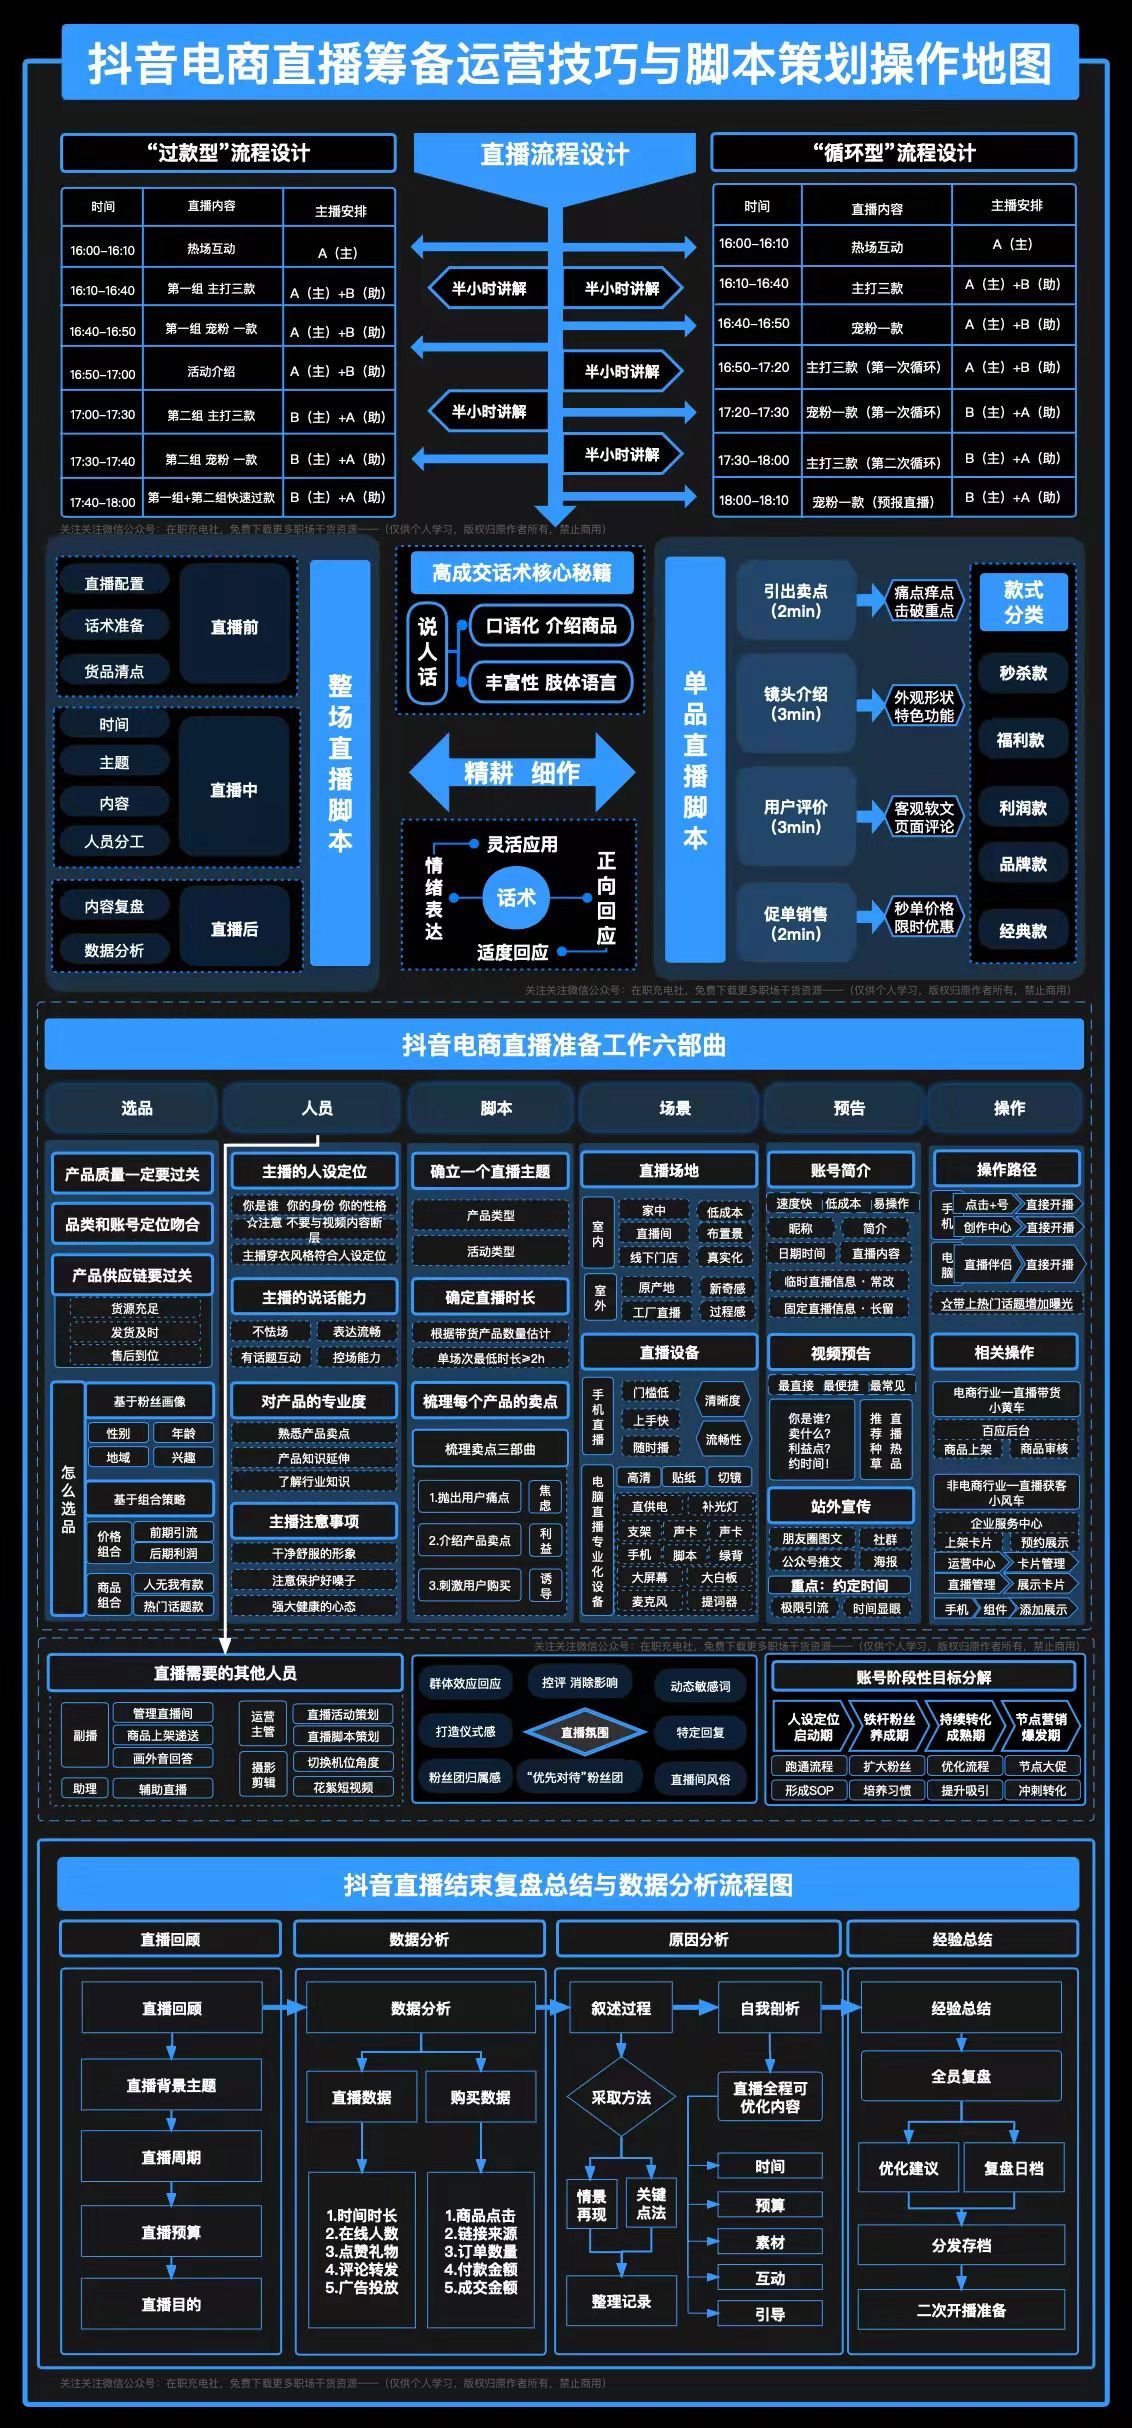 抖音电商直播筹备运营技巧与脚本策划操作地图
“过款型”流程设计
时间 直播内容 主播安排
16:00-16:10 热场互动 A（主）
16:10-16:40 第一组 主打三款 A（主）+B（助）
16:40-16:50 第一组 宠粉 一款 A（主）+B（助）
16:50-17:00 活动介绍 A（主）+B（助）
17:00-17:30 第二组 主打三款 B（主）+A（助）
17:30-17:40 第二组 宠粉 一款 B（主）+A（助）
17:40-18:00 第一组+第二组快速过款 B（主）+A（助）
直播流程设计
半小时讲解 半小时讲解
半小时讲解
半小时讲解
半小时讲解
“循环型”流程设计
时间 直播内容 主播安排
16:00-16:10 热场互动 A（主）
16:10-16:40 主打三款 A（主）+B（助）
16:40-16:50 宠粉一款 A（主）+B（助）
16:50-17:20 主打三款（第一次循环） A（主）+B（助）
17:20-17:30 宠粉一款（第一次循环） B（主）+A（助）
17:30-18:00 主打三款（第二次循环） B（主）+A（助）
18:00-18:10 宠粉一款（预报直播） B（主）+A（助）
关注关注微信公众号：在职充电社，免费下载更多职场干货资源——（仅供个人学习，版权归原作者所有，禁止商用）
直播配置
话术准备
货品清点
直播前
时间
主题
内容
人员分工
直播中
内容复盘
数据分析
直播后
整场直播脚本
高成交话术核心秘籍
说人话
口语化 介绍商品
丰富性 肢体语言
精耕 细作
灵活应用
情绪表达
话术
正向回应
适度回应
单品直播脚本
引出卖点
（2min）
痛点痒点
击破重点
镜头介绍
（3min）
外观形状
特色功能
用户评价
（3min）
客观软文
页面评论
促单销售
（2min）
秒单价格
限时优惠
款式
分类
秒杀款
福利款
利润款
品牌款
经典款
关注关注微信公众号：在职充电社，免费下载更多职场干货资源——（仅供个人学习，版权归原作者所有，禁止商用）
抖音电商直播准备工作六部曲
选品
产品质量一定要过关
品类和账号定位吻合
产品供应链要过关
货源充足
发货及时
售后到位
怎么选品
基于粉丝画像
性别 年龄
地域 兴趣
基于组合策略
价格
组合
前期引流
后期利润
商品
组合
人无我有款
热门话题款
人员
主播的人设定位
你是谁 你的身份 你的性格
☆注意 不要与视频内容断
层
主播穿衣风格符合人设定位
主播的说话能力
不怯场 表达流畅
有话题互动 控场能力
对产品的专业度
熟悉产品卖点
产品知识延伸
了解行业知识
主播注意事项
干净舒服的形象
注意保护好嗓子
强大健康的心态
脚本
确立一个直播主题
产品类型
活动类型
确定直播时长
根据带货产品数量估计
单场次最低时长≥2h
梳理每个产品的卖点
梳理卖点三部曲
1.抛出用户痛点 焦虑
2.介绍产品卖点 利益
3.刺激用户购买 诱导
场景
直播场地
室内
家中 低成本
直播间 布置景
线下门店 真实化
室外
原产地 新奇感
工厂直播 过程感
直播设备
手机直播
门槛低
上手快
随时播
清晰度
流畅性
电脑直播专业化设备
高清 贴纸 切镜
直供电 补光灯
支架 声卡 声卡
手机 脚本 绿背
大屏幕 大白板
麦克风 提词器
预告
账号简介
速度快 低成本 易操作
昵称 简介
日期时间 直播内容
临时直播信息 · 常改
固定直播信息 · 长留
视频预告
最直接 最便捷 最常见
你是谁？
卖什么？
利益点？
约时间！
推荐种草
直播热品
站外宣传
朋友圈图文 社群
公众号推文 海报
重点：约定时间
极限引流 时间显眼
操作
操作路径
手机
点击+号 直接开播
创作中心 直接开播
电脑
直播伴侣 直接开播
☆带上热门话题增加曝光
相关操作
电商行业—直播带货
小黄车
百应后台
商品上架 商品审核
非电商行业—直播获客
小风车
企业服务中心
上架卡片 预约展示
运营中心 卡片管理
直播管理 展示卡片
手机 组件 添加展示
关注关注微信公众号：在职充电社，免费下载更多职场干货资源——（仅供个人学习，版权归原作者所有，禁止商用）
直播需要的其他人员
副播
管理直播间
商品上架递送
画外音回答
助理 辅助直播
运营
主管
直播活动策划
直播脚本策划
摄影
剪辑
切换机位角度
花絮短视频
群体效应回应 控评 消除影响 动态敏感词
打造仪式感 直播氛围 特定回复
粉丝团归属感 “优先对待”粉丝团 直播间风俗
账号阶段性目标分解
人设定位
启动期
铁杆粉丝
养成期
持续转化
成熟期
节点营销
爆发期
跑通流程 扩大粉丝 优化流程 节点大促
形成SOP 培养习惯 提升吸引 冲刺转化
抖音直播结束复盘总结与数据分析流程图
直播回顾 数据分析 原因分析 经验总结
直播回顾
直播背景主题
直播周期
直播预算
直播目的
数据分析
直播数据 购买数据
1.时间时长
2.在线人数
3.点赞礼物
4.评论转发
5.广告投放
1.商品点击
2.链接来源
3.订单数量
4.付款金额
5.成交金额
叙述过程
采取方法
情景
再现
关键
点法
整理记录
自我剖析
直播全程可
优化内容
时间
预算
素材
互动
引导
经验总结
全员复盘
优化建议 复盘日档
分发存档
二次开播准备
关注关注微信公众号：在职充电社，免费下载更多职场干货资源——（仅供个人学习，版权归原作者所有，禁止商用）